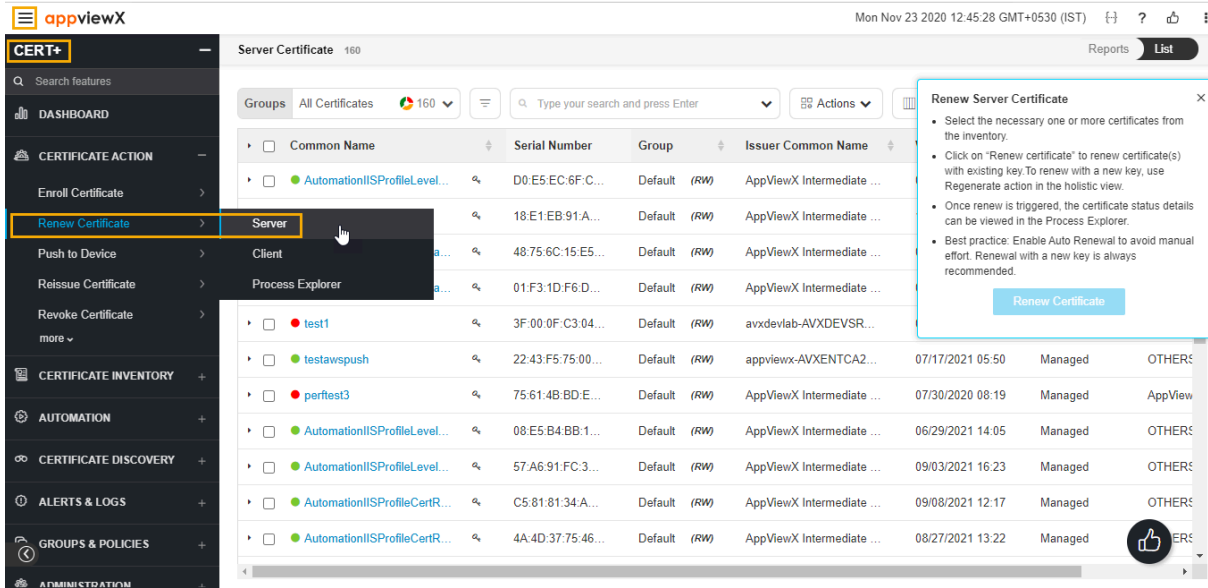 appviewX Mon Nov 23 2020 12:45:28 GMT+0530 (IST) {··} ?
CERT+ −
Search features
DASHBOARD
CERTIFICATE ACTION −
Enroll Certificate
Renew Certificate
Push to Device
Reissue Certificate
Revoke Certificate
more
CERTIFICATE INVENTORY +
AUTOMATION +
CERTIFICATE DISCOVERY +
ALERTS & LOGS +
GROUPS & POLICIES +
ADMINISTRATION
Server
Client
Process Explorer
Server Certificate 160 Reports List
Groups All Certificates 160 Type your search and press Enter Actions
Common Name Serial Number Group Issuer Common Name
AutomationIISProfileLevel... D0:E5:EC:6F:C... Default (RW) AppViewX Intermediate ...
18:E1:EB:91:A... Default (RW) AppViewX Intermediate ...
a... 48:75:6C:15:E5... Default (RW) AppViewX Intermediate ...
a... 01:F3:1D:F6:D... Default (RW) AppViewX Intermediate ...
test1 3F:00:0F:C3:04... Default (RW) avxdevlab-AVXDEVSR...
testawspush 22:43:F5:75:00... Default (RW) appviewx-AVXENTCA2... 07/17/2021 05:50 Managed OTHERS
perftest3 75:61:4B:BD:E... Default (RW) AppViewX Intermediate ... 07/30/2020 08:19 Managed AppView
AutomationIISProfileLevel... 08:E5:B4:BB:1... Default (RW) AppViewX Intermediate ... 06/29/2021 14:05 Managed OTHERS
AutomationIISProfileLevel... 57:A6:91:FC:3... Default (RW) AppViewX Intermediate ... 09/03/2021 16:23 Managed OTHERS
AutomationIISProfileCertR... C5:81:81:34:A... Default (RW) AppViewX Intermediate ... 09/08/2021 12:17 Managed OTHERS
AutomationIISProfileCertR... 4A:4D:37:75:46... Default (RW) AppViewX Intermediate ... 08/27/2021 13:22 Managed ERS
Renew Server Certificate ×
• Select the necessary one or more certificates from
the inventory.
• Click on “Renew certificate” to renew certificate(s)
with existing key.To renew with a new key, use
Regenerate action in the holistic view.
• Once renew is triggered, the certificate status details
can be viewed in the Process Explorer.
• Best practice: Enable Auto Renewal to avoid manual
effort. Renewal with a new key is always
recommended.
Renew Certificate